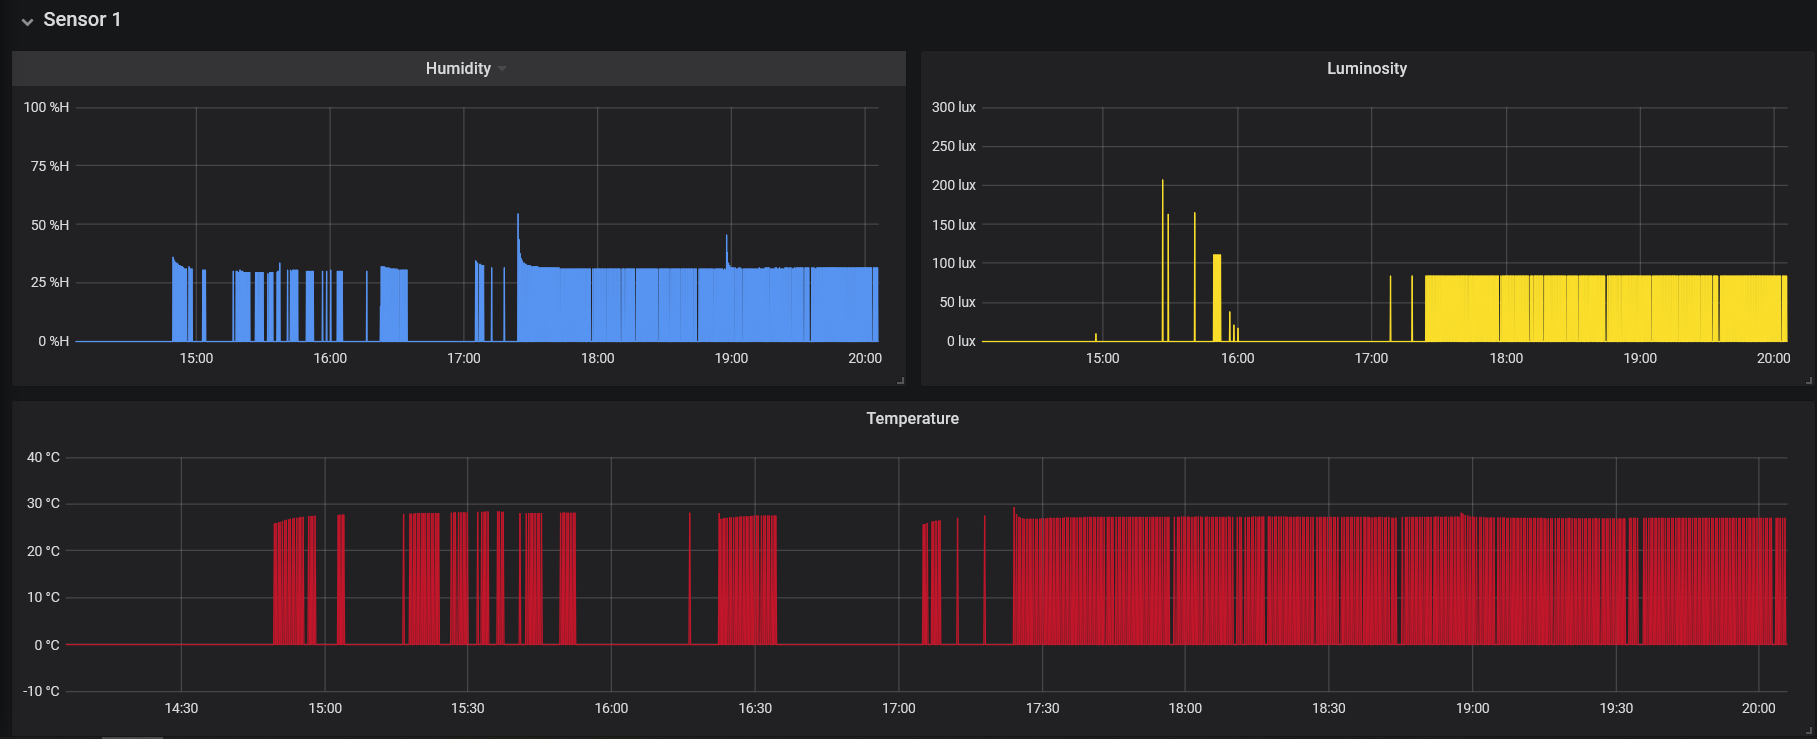 Sensor 1
Humidity
100 %H
75 %H
50 %H
25 %H
0 %H
15:00 16:00 17:00 18:00 19:00 20:00
Luminosity
300 lux
250 lux
200 lux
150 lux
100 lux
50 lux
0 lux
15:00 16:00 17:00 18:00 19:00 20:00
Temperature
40 °C
30 °C
20 °C
10 °C
0 °C
-10 °C
14:30 15:00 15:30 16:00 16:30 17:00 17:30 18:00 18:30 19:00 19:30 20:00